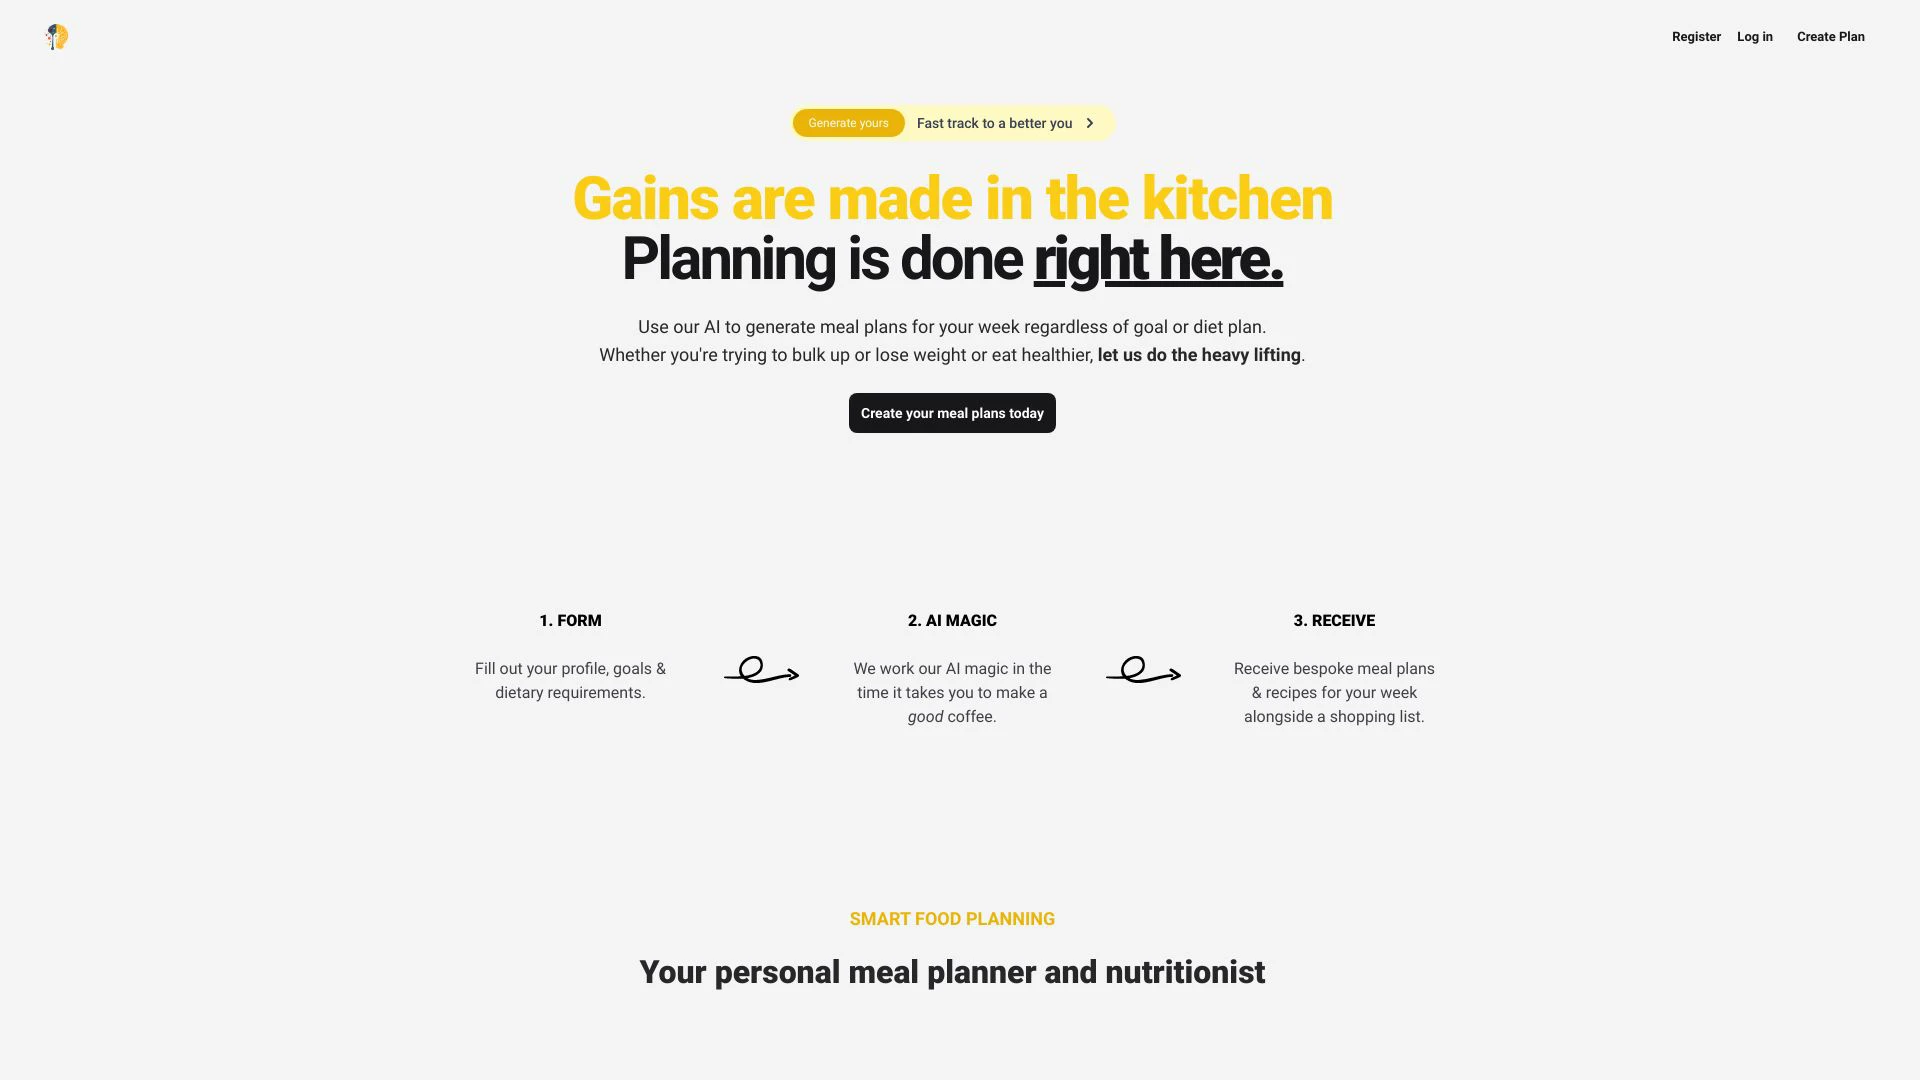 Register Log in Create Plan
Generate yours Fast track to a better you
Gains are made in the kitchen
Planning is done right here.
Use our AI to generate meal plans for your week regardless of goal or diet plan.
Whether you're trying to bulk up or lose weight or eat healthier, let us do the heavy lifting.
Create your meal plans today
1. FORM
Fill out your profile, goals &
dietary requirements.
2. AI MAGIC
We work our AI magic in the
time it takes you to make a
good coffee.
3. RECEIVE
Receive bespoke meal plans
& recipes for your week
alongside a shopping list.
SMART FOOD PLANNING
Your personal meal planner and nutritionist